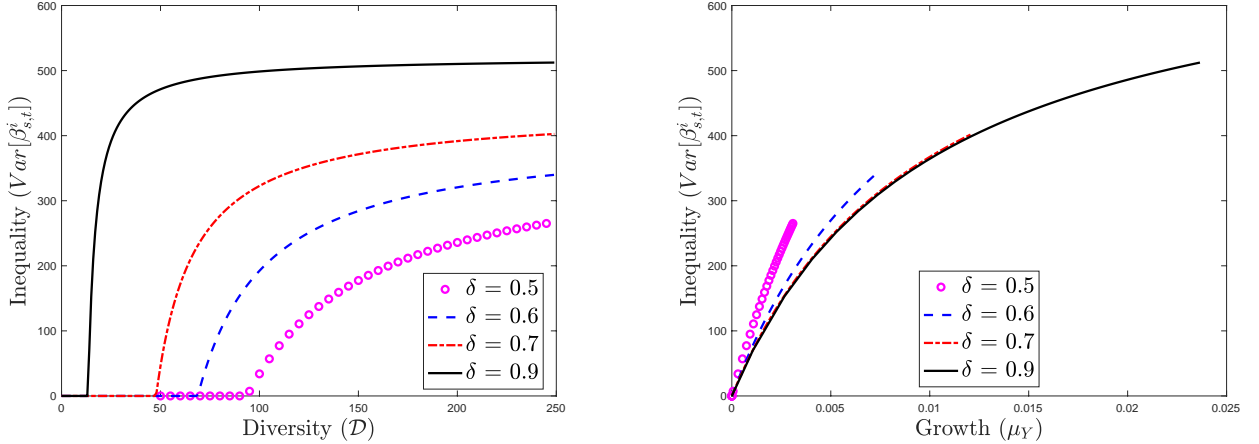 600
500
400
300
200
100
0
Inequality (Var[β^i_{s,t}])
0
50
100
150
200
250
Diversity (𝒟)
δ = 0.5
δ = 0.6
δ = 0.7
δ = 0.9
600
500
400
300
200
100
0
Inequality (Var[β^i_{s,t}])
0
0.005
0.01
0.015
0.02
0.025
Growth (μ_Y)
δ = 0.5
δ = 0.6
δ = 0.7
δ = 0.9